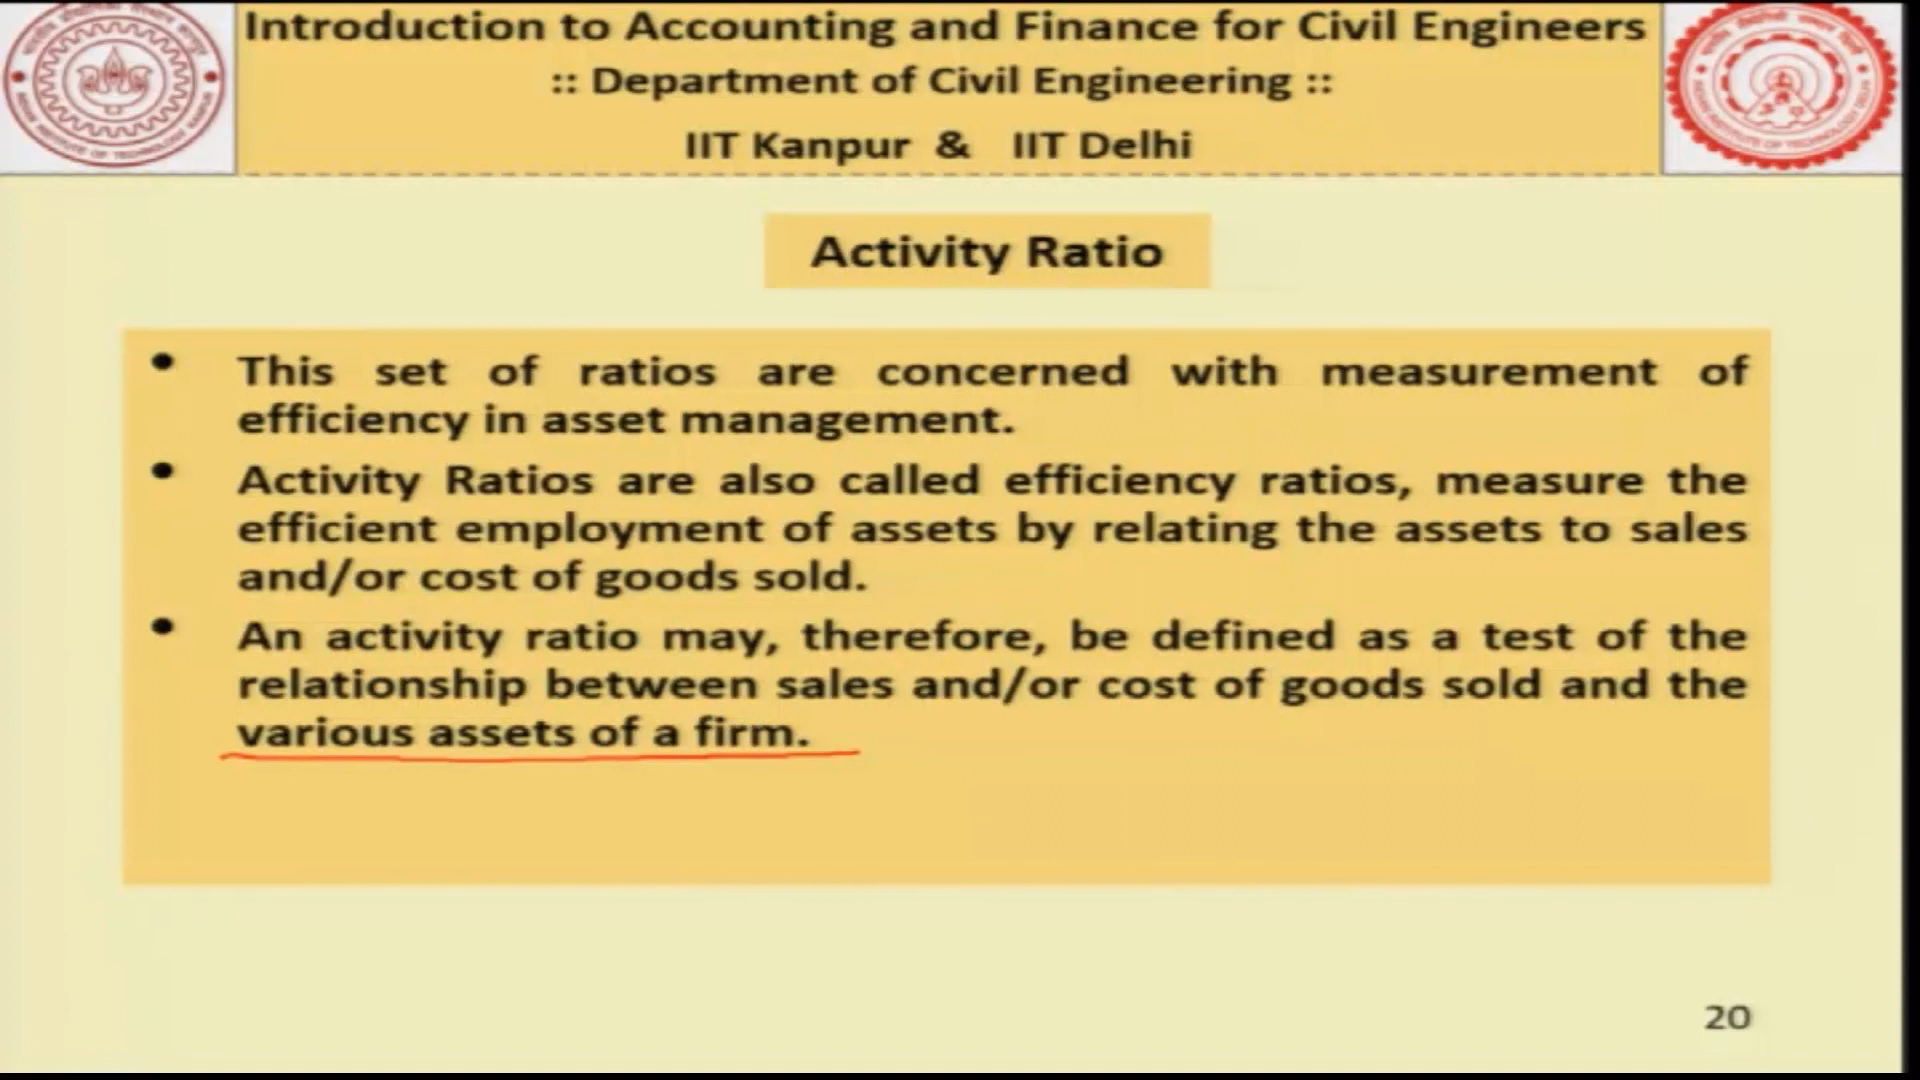 Introduction to Accounting and Finance for Civil Engineers
:: Department of Civil Engineering ::
IIT Kanpur & IIT Delhi
Activity Ratio
• This set of ratios are concerned with measurement of
efficiency in asset management.
• Activity Ratios are also called efficiency ratios, measure the
efficient employment of assets by relating the assets to sales
and/or cost of goods sold.
• An activity ratio may, therefore, be defined as a test of the
relationship between sales and/or cost of goods sold and the
various assets of a firm.
20